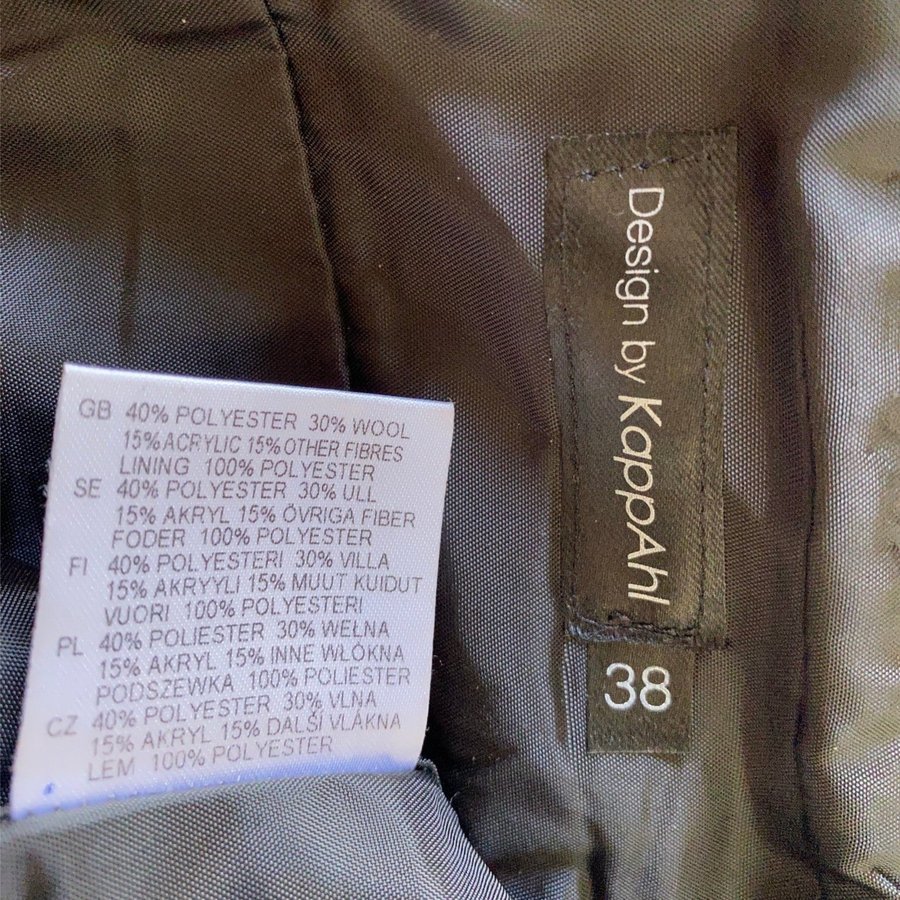 GB 40% POLYESTER 30% WOOL
15% ACRYLIC 15% OTHER FIBRES
LINING 100% POLYESTER
SE 40% POLYESTER 30% ULL
15% AKRYL 15% ÖVRIGA FIBER
FODER 100% POLYESTER
FI 40% POLYESTERI 30% VILLA
15% AKRYYLI 15% MUUT KUIDUT
VUORI 100% POLYESTERI
PL 40% POLIESTER 30% WEŁNA
15% AKRYL 15% INNE WŁÓKNA
PODSZEWKA 100% POLIESTER
CZ 40% POLYESTER 30% VLNA
15% AKRYL 15% DALŠÍ VLÁKNA
LEM 100% POLYESTER
Design by KappAhl
38